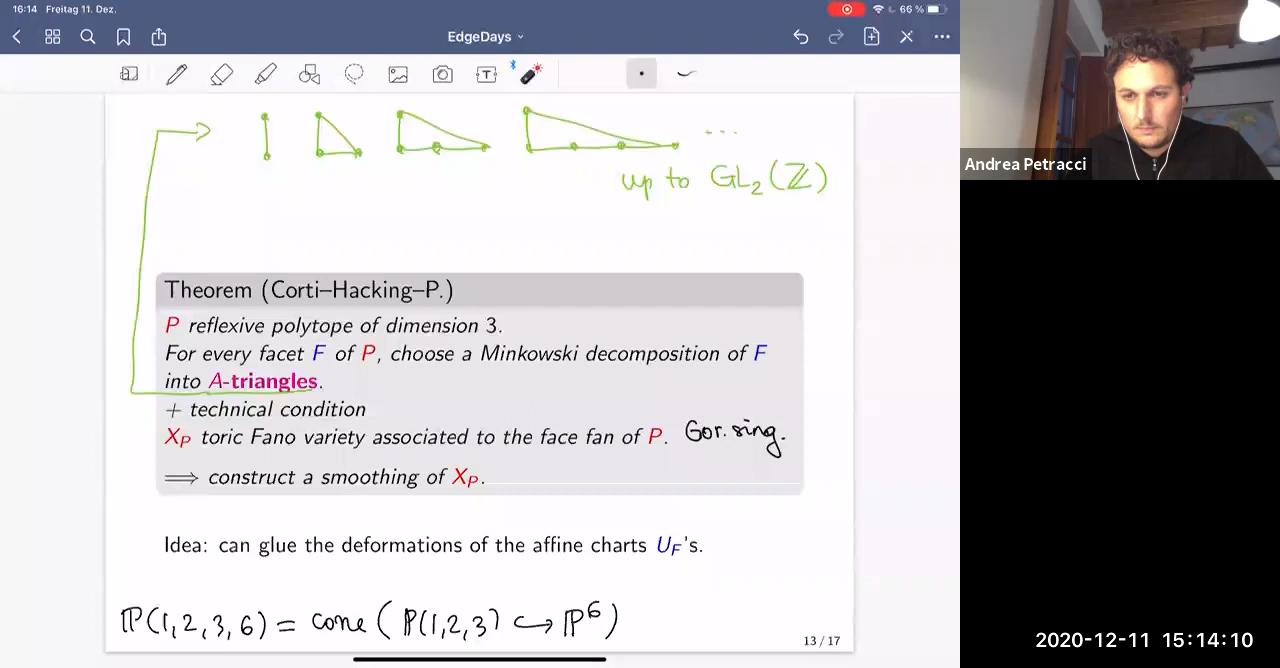 16:14 Freitag 11. Dez.
66 %
EdgeDays
...
up to GL₂(ℤ)
Theorem (Corti–Hacking–P.)
P reflexive polytope of dimension 3.
For every facet F of P, choose a Minkowski decomposition of F
into A-triangles.
+ technical condition
X_P toric Fano variety associated to the face fan of P. Gor. sing.
⟹ construct a smoothing of X_P.
Idea: can glue the deformations of the affine charts U_F's.
ℙ(1,2,3,6) = cone (ℙ(1,2,3) ↪ ℙ⁶)
13 / 17
Andrea Petracci
2020-12-11 15:14:10